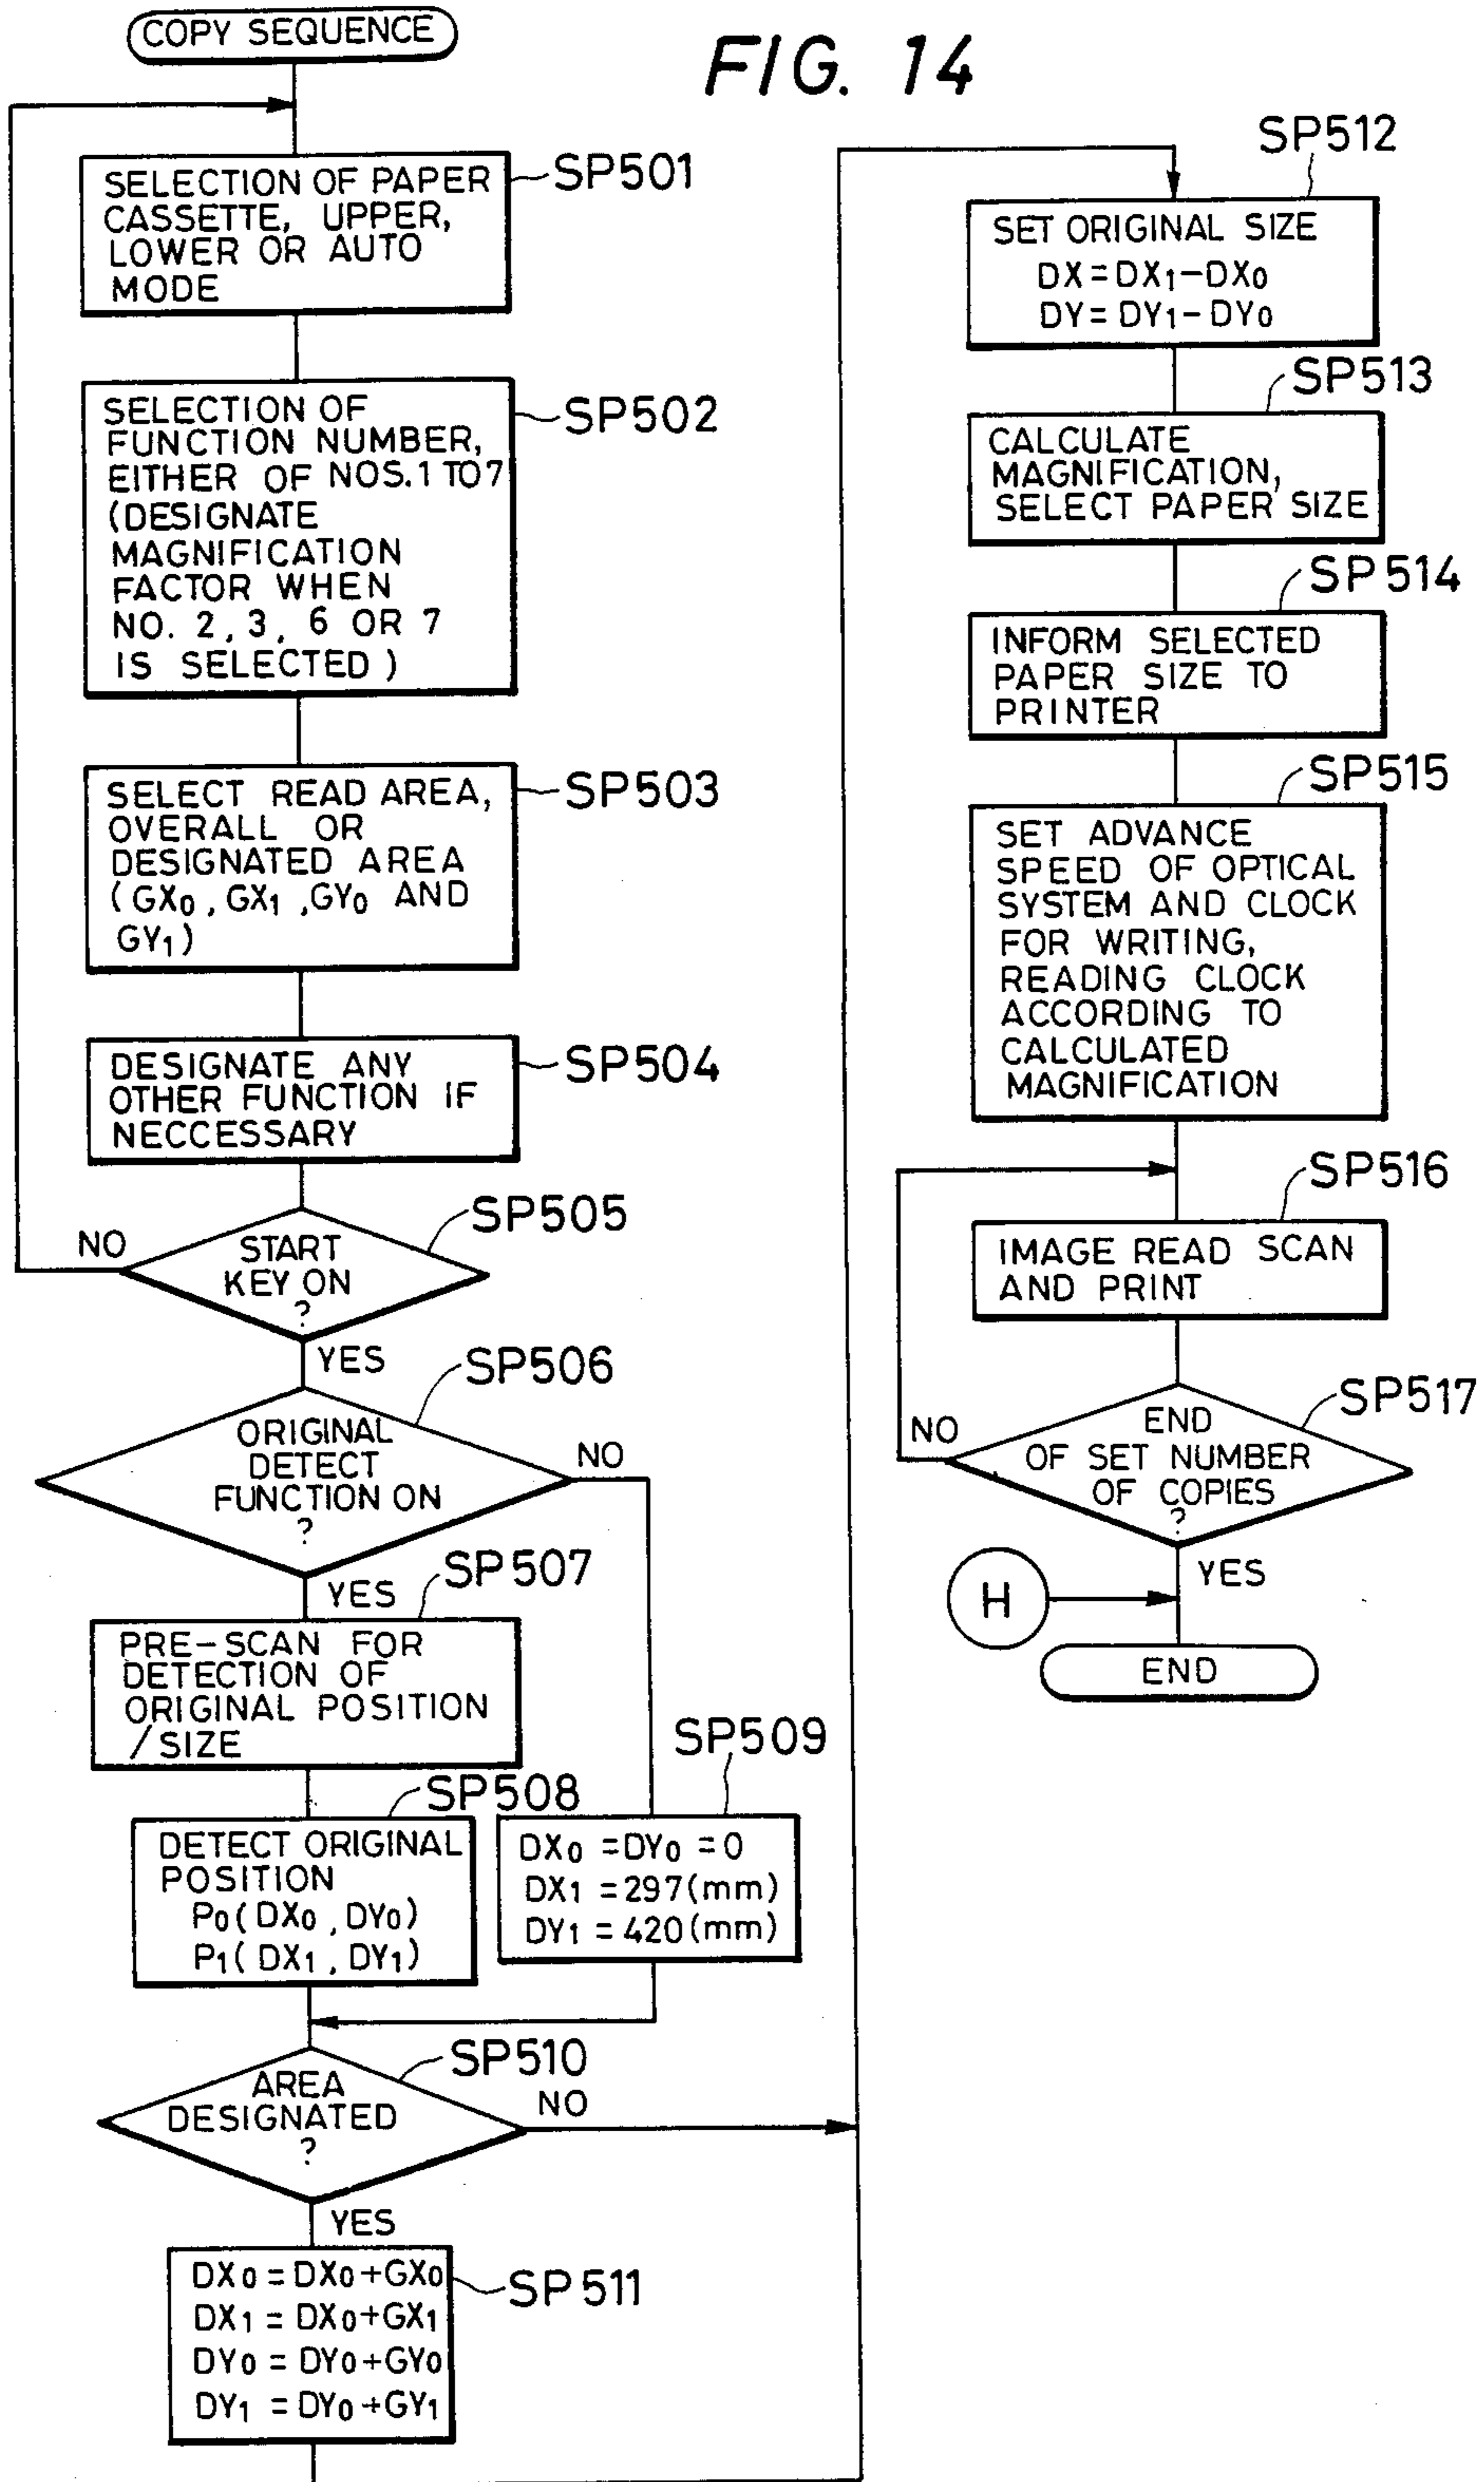 COPY SEQUENCE
FIG. 14
SELECTION OF PAPER
CASSETTE, UPPER,
LOWER OR AUTO
MODE
SP501
SELECTION OF
FUNCTION NUMBER,
EITHER OF NOS.1 TO 7
(DESIGNATE
MAGNIFICATION
FACTOR WHEN
NO. 2, 3, 6 OR 7
IS SELECTED)
SP502
SELECT READ AREA,
OVERALL OR
DESIGNATED AREA
(GX₀, GX₁, GY₀ AND
GY₁)
SP503
DESIGNATE ANY
OTHER FUNCTION IF
NECCESSARY
SP504
START
KEY ON
?
SP505
NO
YES
ORIGINAL
DETECT
FUNCTION ON
?
SP506
NO
YES
PRE-SCAN FOR
DETECTION OF
ORIGINAL POSITION
/SIZE
SP507
DETECT ORIGINAL
POSITION
P₀(DX₀, DY₀)
P₁(DX₁, DY₁)
SP508
SP509
DX₀ = DY₀ = 0
DX₁ = 297(mm)
DY₁ = 420(mm)
AREA
DESIGNATED
?
SP510
NO
YES
DX₀ = DX₀+GX₀
DX₁ = DX₀+GX₁
DY₀ = DY₀+GY₀
DY₁ = DY₀+GY₁
SP511
SP512
SET ORIGINAL SIZE
DX = DX₁-DX₀
DY = DY₁-DY₀
SP513
CALCULATE
MAGNIFICATION,
SELECT PAPER SIZE
SP514
INFORM SELECTED
PAPER SIZE TO
PRINTER
SP515
SET ADVANCE
SPEED OF OPTICAL
SYSTEM AND CLOCK
FOR WRITING,
READING CLOCK
ACCORDING TO
CALCULATED
MAGNIFICATION
SP516
IMAGE READ SCAN
AND PRINT
SP517
END
OF SET NUMBER
OF COPIES
?
NO
YES
H
END